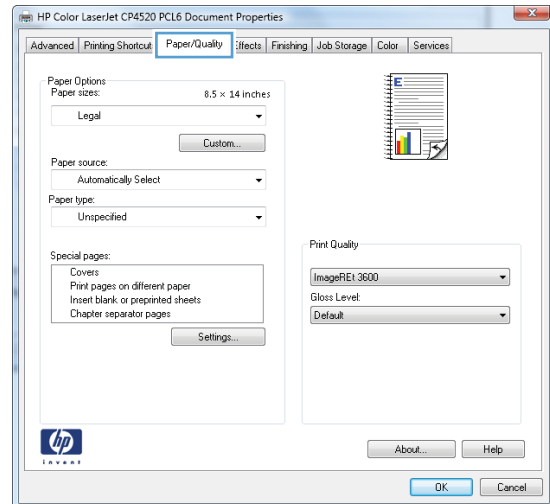 HP Color LaserJet CP4520 PCL6 Document Properties
Advanced Printing Shortcut Paper/Quality Effects Finishing Job Storage Color Services
Paper Options
Paper sizes: 8.5 × 14 inches
Legal
Custom...
Paper source:
Automatically Select
Paper type:
Unspecified
Special pages:
Covers
Print pages on different paper
Insert blank or preprinted sheets
Chapter separator pages
Settings...
E
Print Quality
ImageREt 3600
Gloss Level:
Default
hp
invent
About... Help
OK Cancel